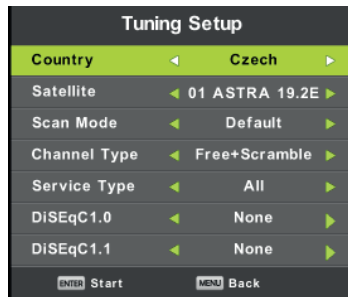 Tuning Setup
Country Czech
Satellite 01 ASTRA 19.2E
Scan Mode Default
Channel Type Free+Scramble
Service Type All
DiSEqC1.0 None
DiSEqC1.1 None
ENTER Start MENU Back